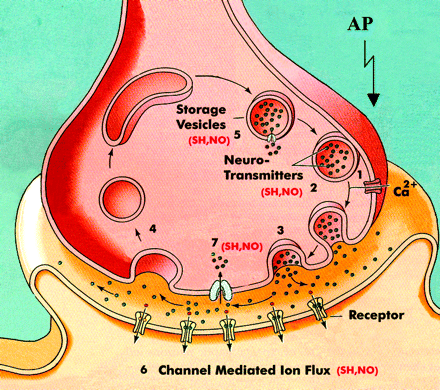 AP
Storage
Vesicles 5
(SH,NO)
Neuro-
Transmitters
(SH,NO) 2
1
Ca2+
3
4
7 (SH,NO)
Receptor
6 Channel Mediated Ion Flux (SH,NO)